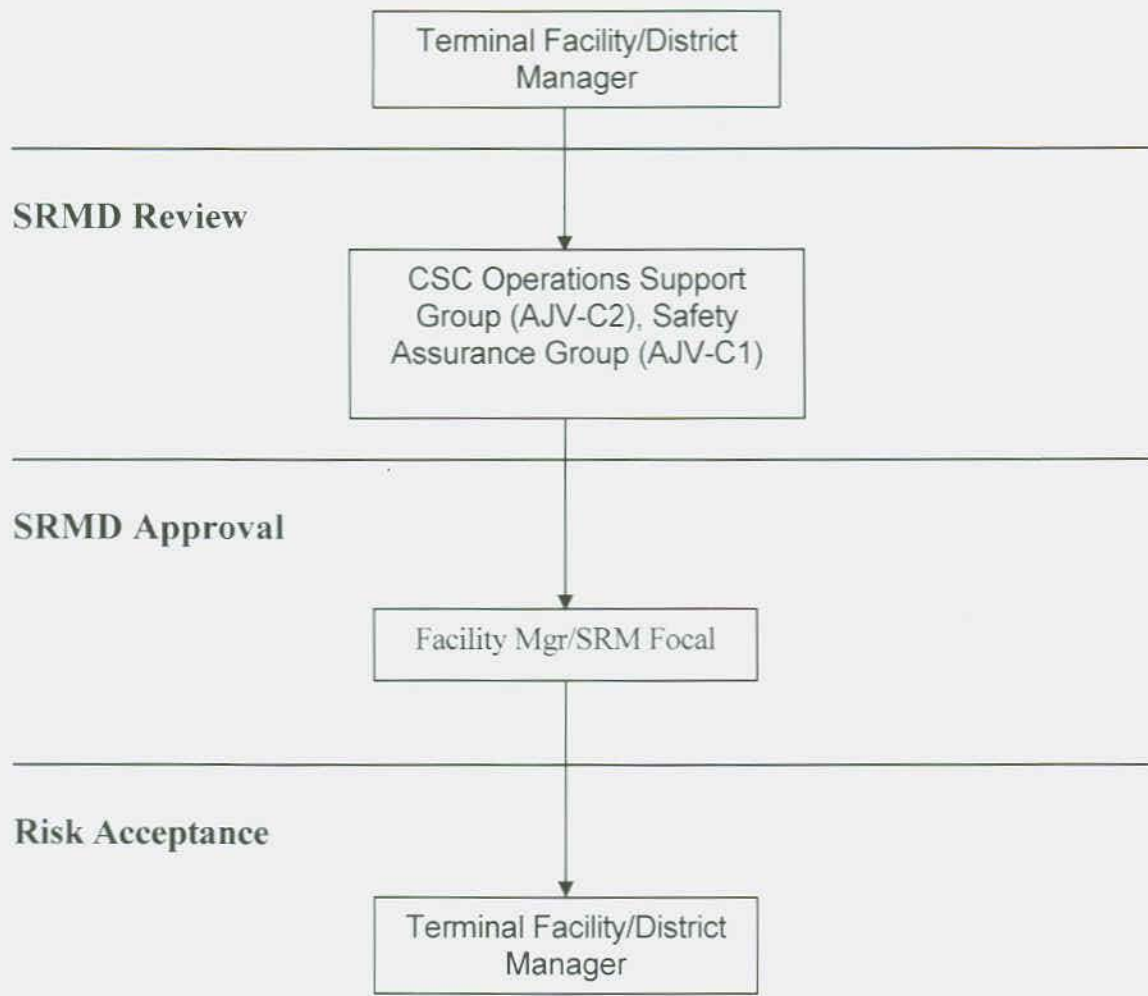 Terminal Facility/District
Manager
SRMD Review
CSC Operations Support
Group (AJV-C2), Safety
Assurance Group (AJV-C1)
SRMD Approval
Facility Mgr/SRM Focal
Risk Acceptance
Terminal Facility/District
Manager